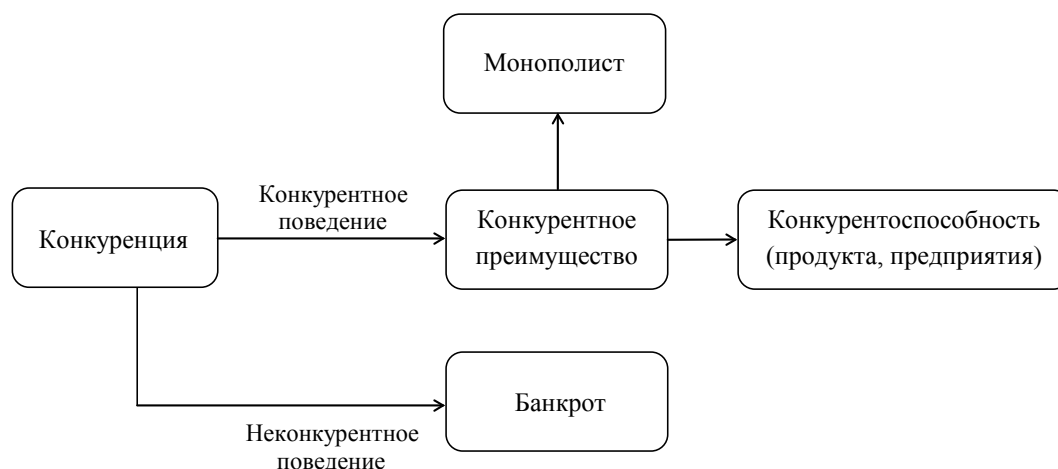 Монополист
Конкуренция
Конкурентное
поведение
Конкурентное
преимущество
Конкурентоспособность
(продукта, предприятия)
Банкрот
Неконкурентное
поведение